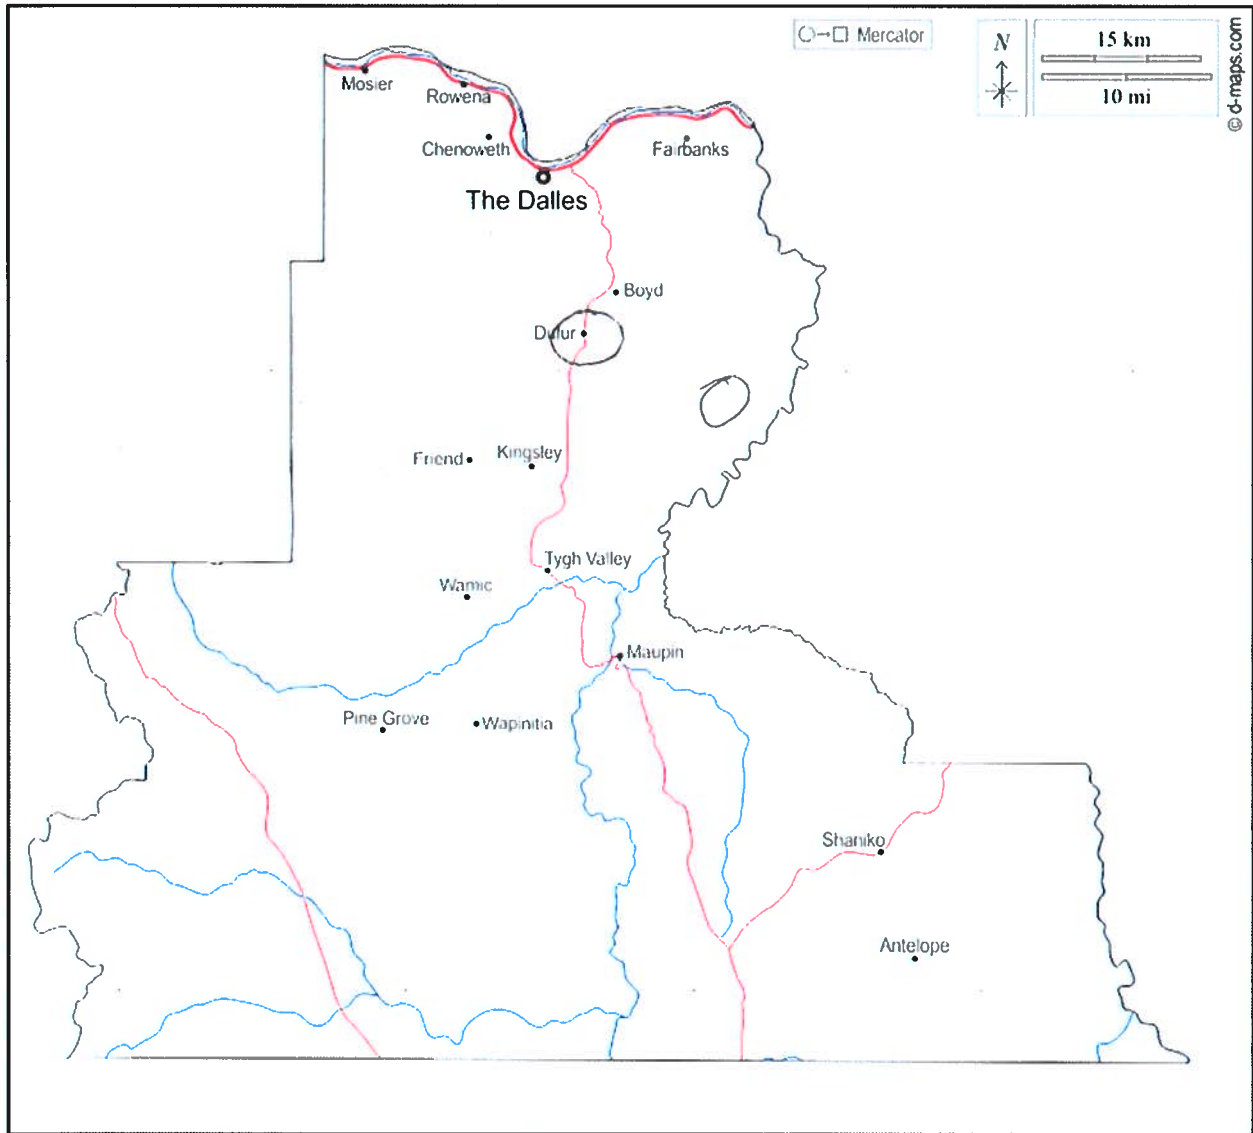 ○→□ Mercator
N
15 km
10 mi
© d-maps.com
Mosier
Rowena
Chenoweth
Fairbanks
The Dalles
Boyd
Dufur
Friend
Kingsley
Tygh Valley
Wamic
Maupin
Pine Grove
Wapinitia
Shaniko
Antelope